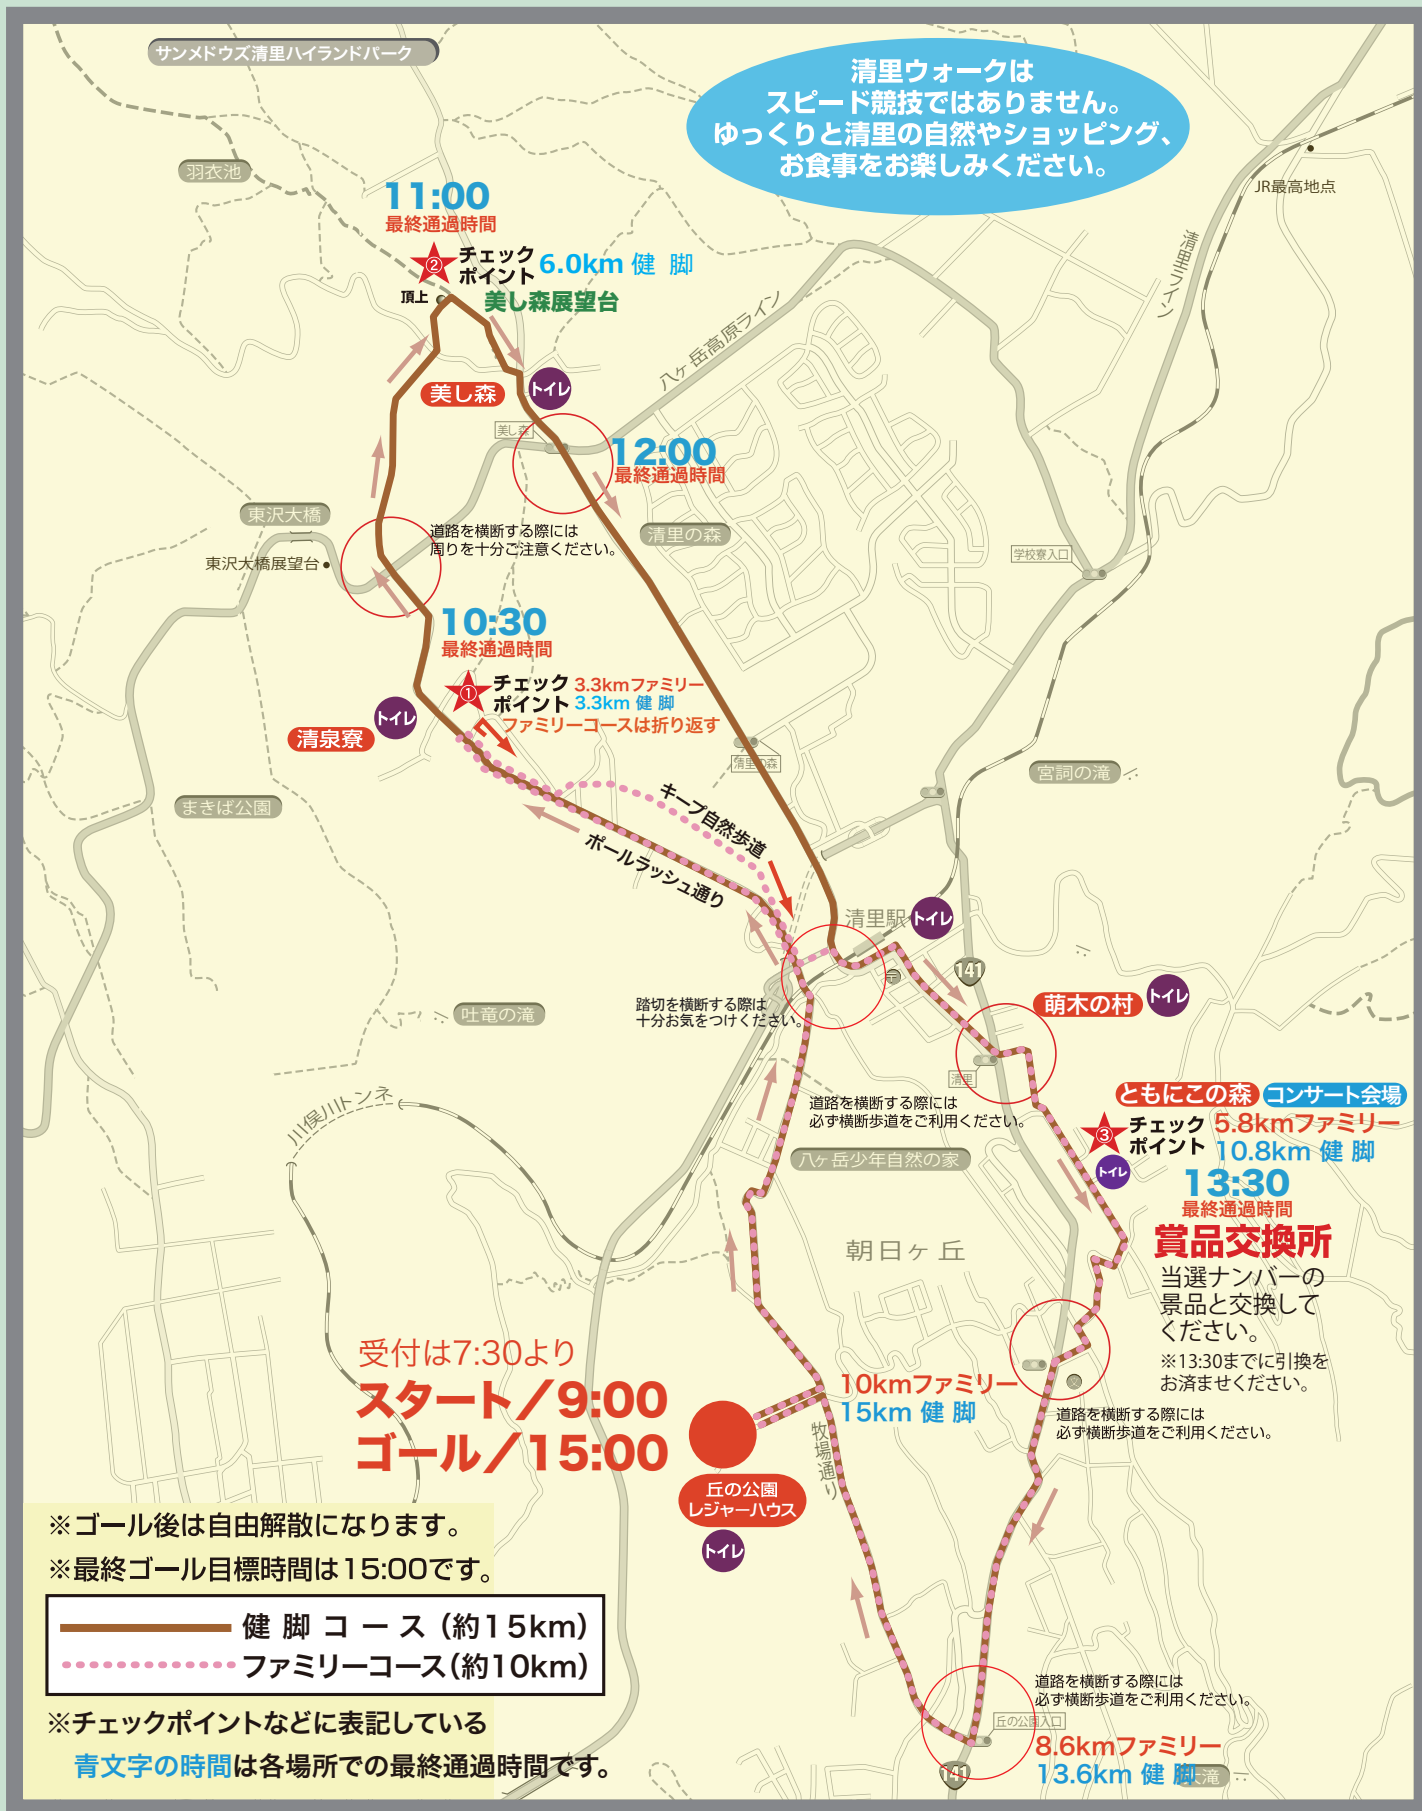 サンメドウズ清里ハイランドパーク
清里ウォークは
スピード競技ではありません。
ゆっくりと清里の自然やショッピング、
お食事をお楽しみください。
羽衣池
JR最高地点
清里ライン
11:00
最終通過時間
② チェック
ポイント
6.0km 健 脚
頂上
美し森展望台
八ヶ岳高原ライン
美し森
トイレ
美し森
12:00
最終通過時間
東沢大橋
東沢大橋展望台
道路を横断する際には
周りを十分ご注意ください。
清里の森
学校寮入口
10:30
最終通過時間
① チェック
ポイント
3.3kmファミリー
3.3km 健 脚
ファミリーコースは折り返す
トイレ
清泉寮
清里の森
宮詞の滝
まきば公園
キープ自然歩道
ポールラッシュ通り
清里駅
トイレ
141
吐竜の滝
踏切を横断する際は
十分お気をつけください。
萌木の村
トイレ
清里
川俣川トンネ
道路を横断する際には
必ず横断歩道をご利用ください。
ともにこの森
コンサート会場
③ チェック
ポイント
5.8kmファミリー
10.8km 健 脚
トイレ
八ヶ岳少年自然の家
13:30
最終通過時間
賞品交換所
朝日ヶ丘
当選ナンバーの
景品と交換して
ください。
※13:30までに引換を
お済ませください。
受付は7:30より
スタート／9:00
ゴール／15:00
10kmファミリー
15km 健 脚
道路を横断する際には
必ず横断歩道をご利用ください。
牧場通り
丘の公園
レジャーハウス
トイレ
※ゴール後は自由解散になります。
※最終ゴール目標時間は15:00です。
健 脚 コ ー ス（約15km）
ファミリーコース（約10km）
※チェックポイントなどに表記している
青文字の時間は各場所での最終通過時間です。
道路を横断する際には
必ず横断歩道をご利用ください。
丘の公園入口
8.6kmファミリー
13.6km 健 脚
141
大滝